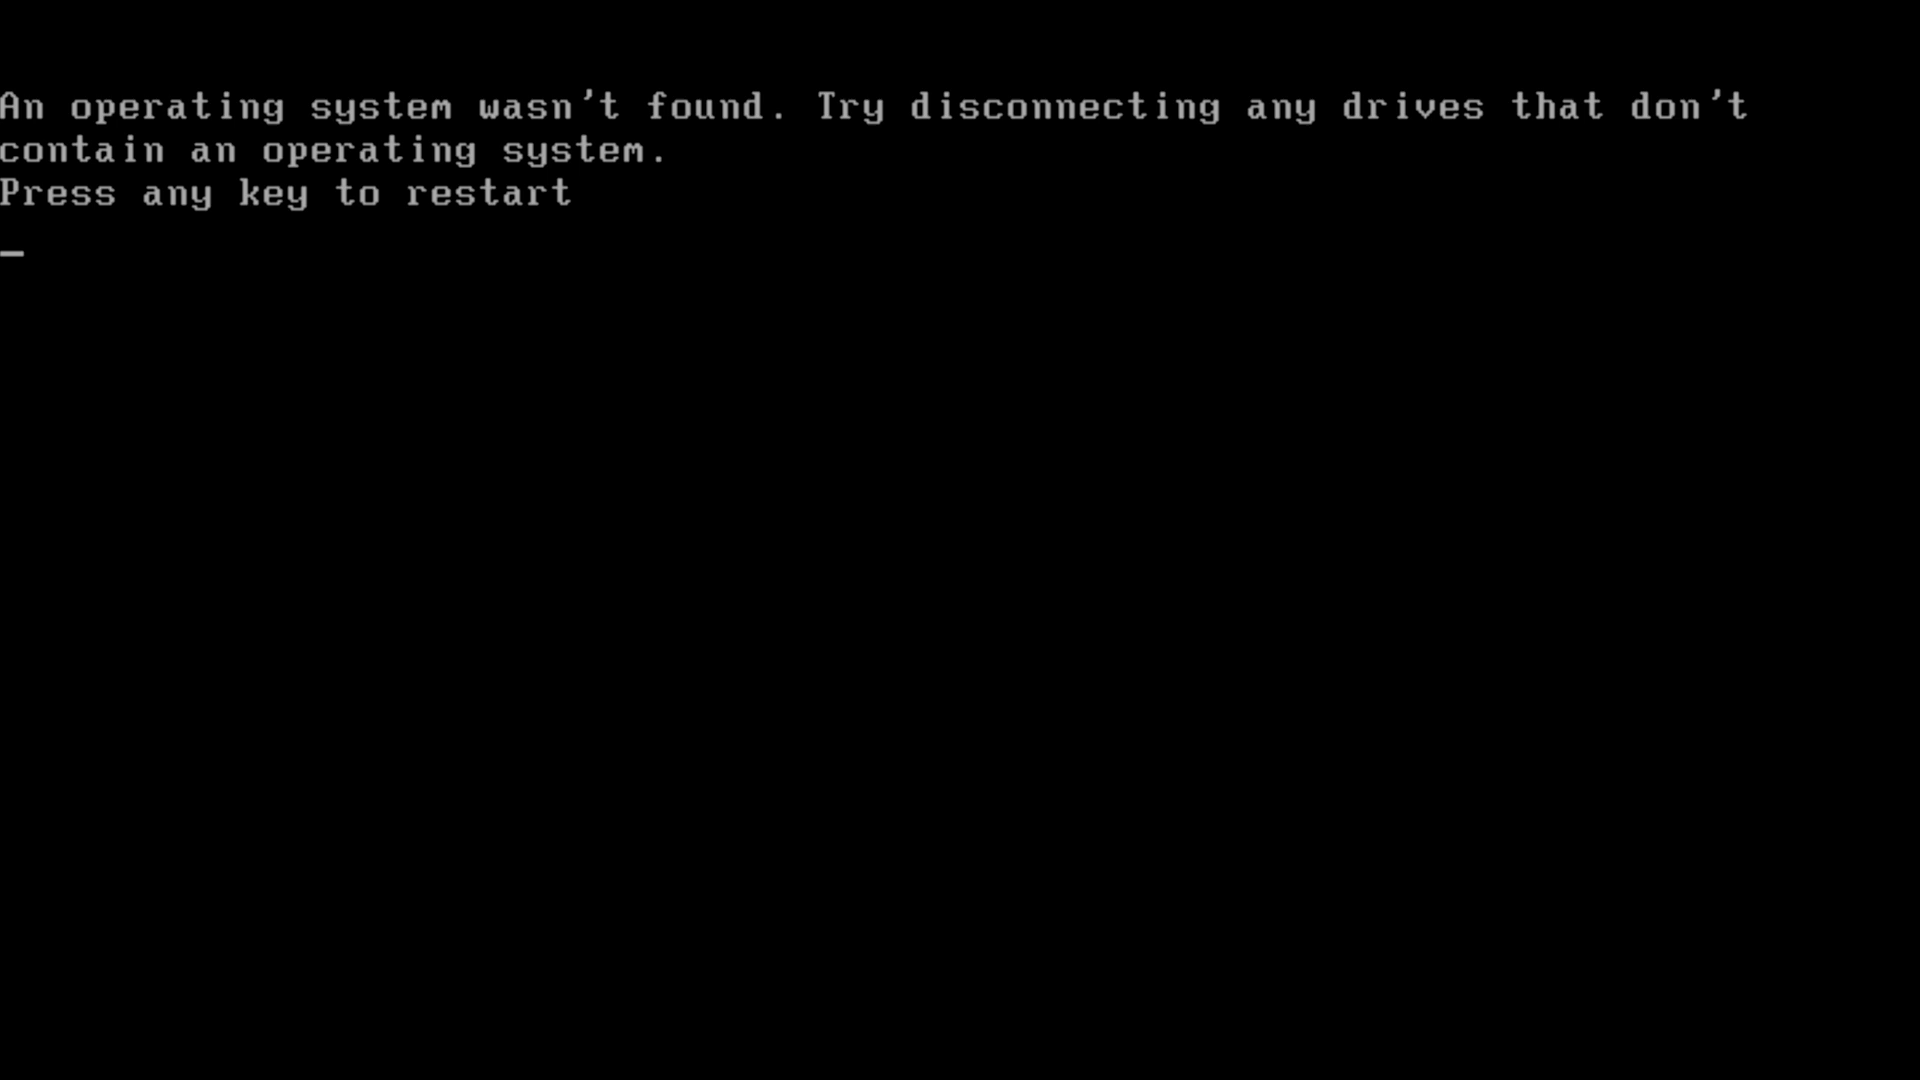 An operating system wasn't found. Try disconnecting any drives that don't
contain an operating system.
Press any key to restart
_